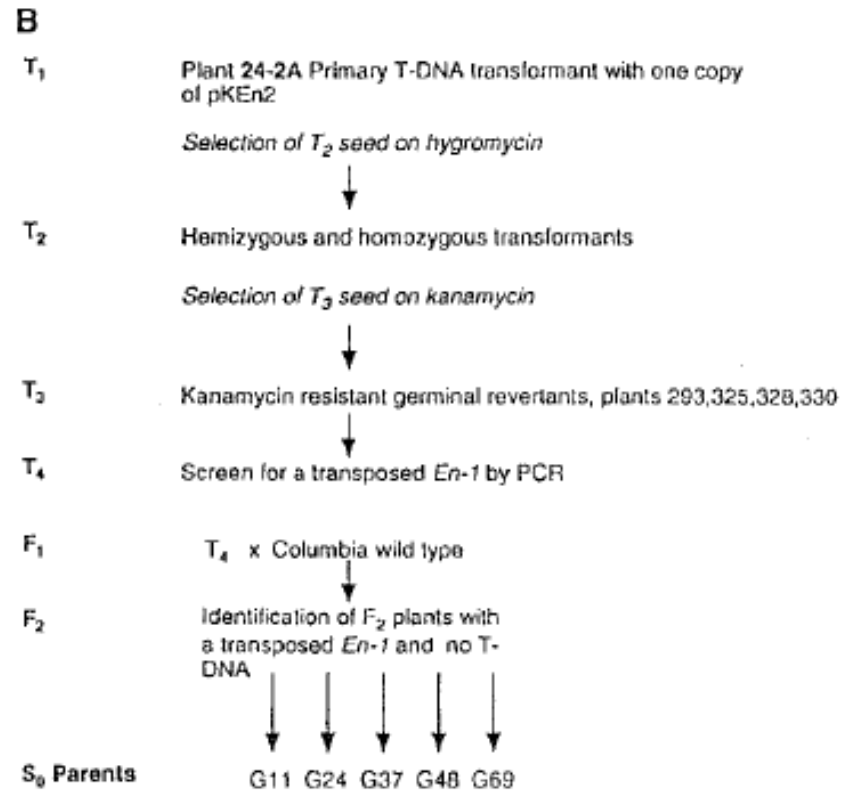 B
T₁ Plant 24-2A Primary T-DNA transformant with one copy
of pKEn2
Selection of T₂ seed on hygromycin
T₂ Hemizygous and homozygous transformants
Selection of T₃ seed on kanamycin
T₃ Kanamycin resistant germinal revertants, plants 293,325,328,330
T₄ Screen for a transposed En-1 by PCR
F₁ T₄ x Columbia wild type
F₂ Identification of F₂ plants with
a transposed En-1 and no T-
DNA
S₀ Parents G11 G24 G37 G48 G69